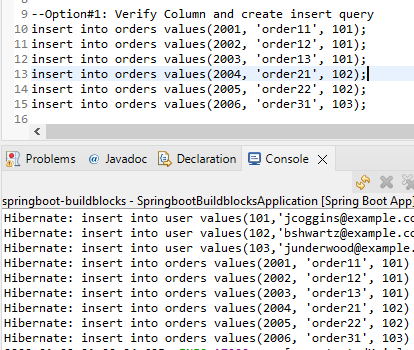 9 --Option#1: Verify Column and create insert query
10 insert into orders values(2001, 'order11', 101);
11 insert into orders values(2002, 'order12', 101);
12 insert into orders values(2003, 'order13', 101);
13 insert into orders values(2004, 'order21', 102);
14 insert into orders values(2005, 'order22', 102);
15 insert into orders values(2006, 'order31', 103);
16
Problems Javadoc Declaration Console
springboot-buildblocks - SpringbootBuildblocksApplication [Spring Boot App]
Hibernate: insert into user values(101,'jcoggins@example.co
Hibernate: insert into user values(102,'bshwartz@example.co
Hibernate: insert into user values(103,'junderwood@example.
Hibernate: insert into orders values(2001, 'order11', 101)
Hibernate: insert into orders values(2002, 'order12', 101)
Hibernate: insert into orders values(2003, 'order13', 101)
Hibernate: insert into orders values(2004, 'order21', 102)
Hibernate: insert into orders values(2005, 'order22', 102)
Hibernate: insert into orders values(2006, 'order31', 103)